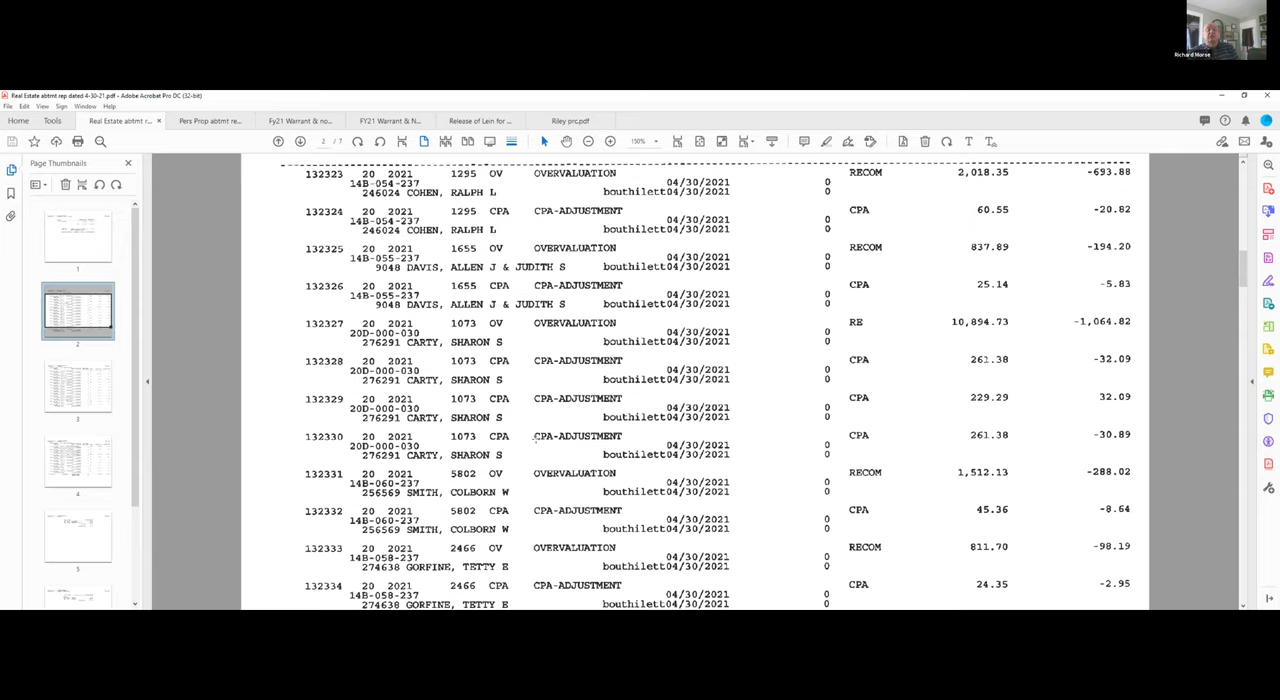 Richard Morse
Real Estate abtmt rep dated 4-30-21.pdf - Adobe Acrobat Pro DC (32-bit)
File Edit View Sign Window Help
Home Tools Real Estate abtmt r... × Pers Prop abtmt re... Fy21 Warrant & no... FY21 Warrant & N... Release of Lein for ... Riley prc.pdf
2 / 7 150%
Page Thumbnails ×
1
2
3
4
5
132323 20 2021 1295 OV OVERVALUATION RECOM 2,018.35 -693.88
14B-054-237 04/30/2021 0
246024 COHEN, RALPH L bouthilett04/30/2021 0
132324 20 2021 1295 CPA CPA-ADJUSTMENT CPA 60.55 -20.82
14B-054-237 04/30/2021 0
246024 COHEN, RALPH L bouthilett04/30/2021 0
132325 20 2021 1655 OV OVERVALUATION RECOM 837.89 -194.20
14B-055-237 04/30/2021 0
9048 DAVIS, ALLEN J & JUDITH S bouthilett04/30/2021 0
132326 20 2021 1655 CPA CPA-ADJUSTMENT CPA 25.14 -5.83
14B-055-237 04/30/2021 0
9048 DAVIS, ALLEN J & JUDITH S bouthilett04/30/2021 0
132327 20 2021 1073 OV OVERVALUATION RE 10,894.73 -1,064.82
20D-000-030 04/30/2021 0
276291 CARTY, SHARON S bouthilett04/30/2021 0
132328 20 2021 1073 CPA CPA-ADJUSTMENT CPA 261.38 -32.09
20D-000-030 04/30/2021 0
276291 CARTY, SHARON S bouthilett04/30/2021 0
132329 20 2021 1073 CPA CPA-ADJUSTMENT CPA 229.29 32.09
20D-000-030 04/30/2021 0
276291 CARTY, SHARON S bouthilett04/30/2021 0
132330 20 2021 1073 CPA CPA-ADJUSTMENT CPA 261.38 -30.89
20D-000-030 04/30/2021 0
276291 CARTY, SHARON S bouthilett04/30/2021 0
132331 20 2021 5802 OV OVERVALUATION RECOM 1,512.13 -288.02
14B-060-237 04/30/2021 0
256569 SMITH, COLBORN W bouthilett04/30/2021 0
132332 20 2021 5802 CPA CPA-ADJUSTMENT CPA 45.36 -8.64
14B-060-237 04/30/2021 0
256569 SMITH, COLBORN W bouthilett04/30/2021 0
132333 20 2021 2466 OV OVERVALUATION RECOM 811.70 -98.19
14B-058-237 04/30/2021 0
274638 GORFINE, TETTY E bouthilett04/30/2021 0
132334 20 2021 2466 CPA CPA-ADJUSTMENT CPA 24.35 -2.95
14B-058-237 04/30/2021 0
274638 GORFINE, TETTY E bouthilett04/30/2021 0